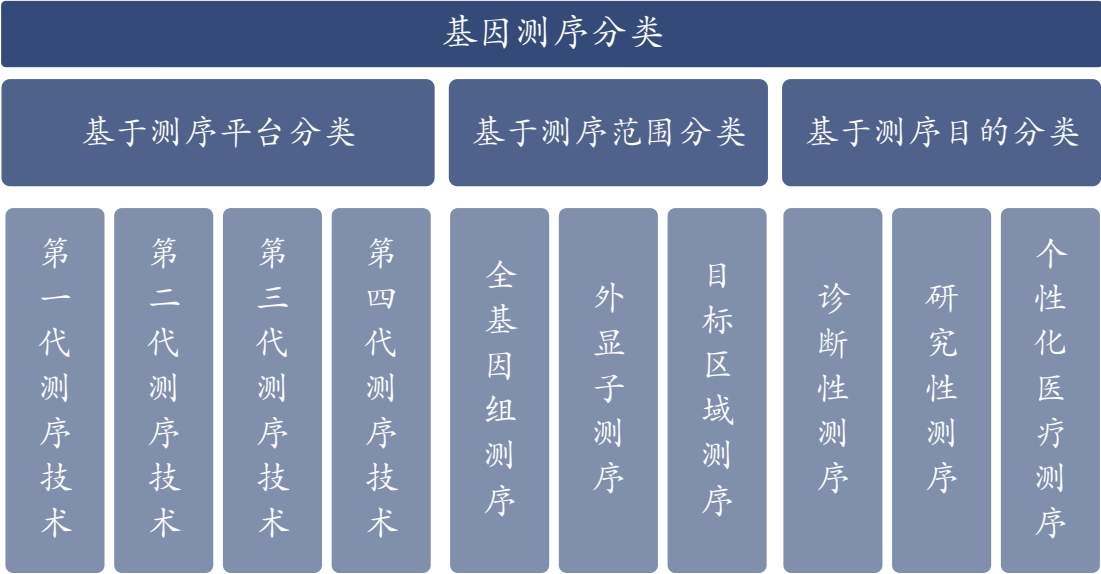 基因测序分类
基于测序平台分类
基于测序范围分类
基于测序目的分类
第一代测序技术
第二代测序技术
第三代测序技术
第四代测序技术
全基因组测序
外显子测序
目标区域测序
诊断性测序
研究性测序
个性化医疗测序